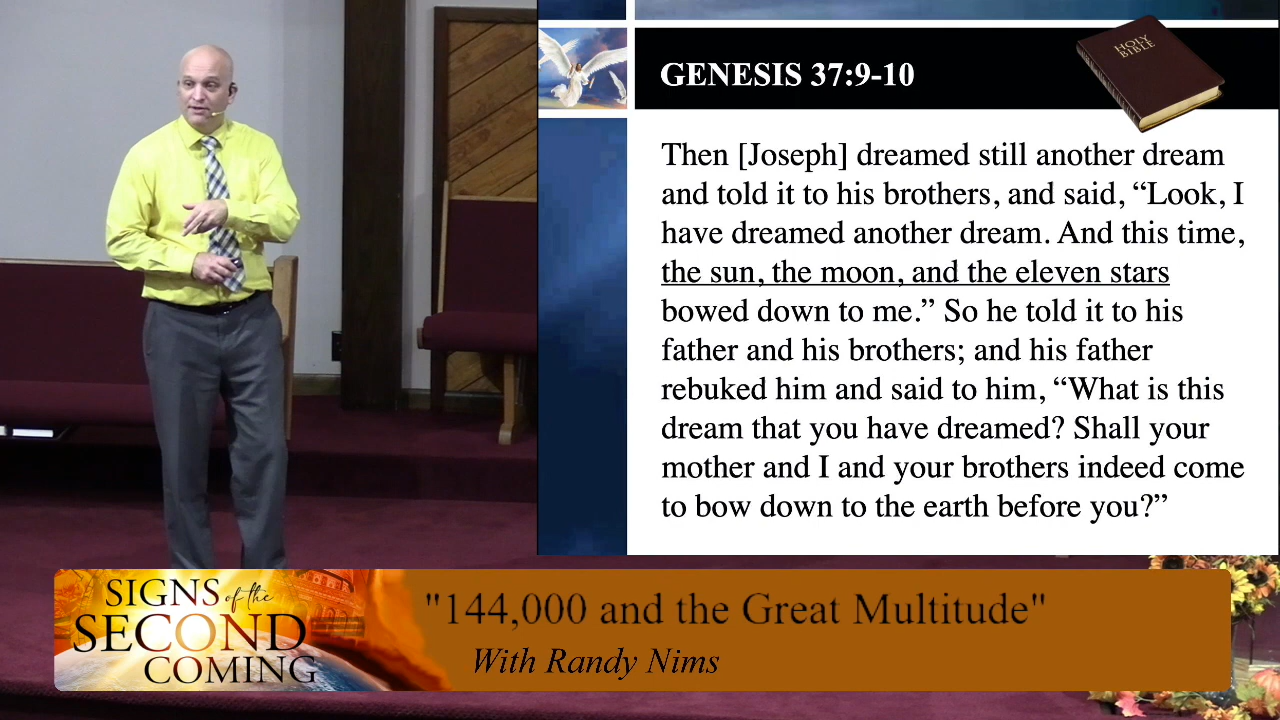 HOLY
BIBLE
GENESIS 37:9-10
Then [Joseph] dreamed still another dream
and told it to his brothers, and said, “Look, I
have dreamed another dream. And this time,
the sun, the moon, and the eleven stars
bowed down to me.” So he told it to his
father and his brothers; and his father
rebuked him and said to him, “What is this
dream that you have dreamed? Shall your
mother and I and your brothers indeed come
to bow down to the earth before you?”
SIGNS of the
SECOND
COMING
"144,000 and the Great Multitude"
With Randy Nims